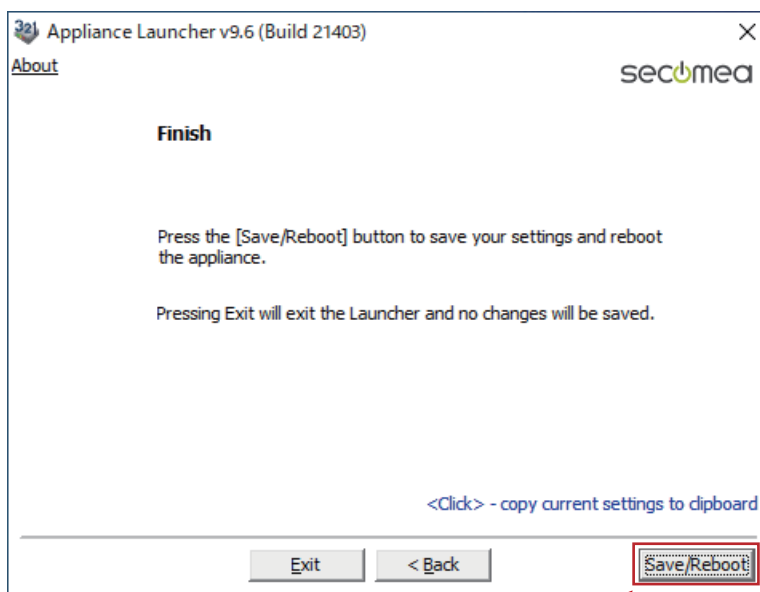 Appliance Launcher v9.6 (Build 21403)
About
secomea
Finish
Press the [Save/Reboot] button to save your settings and reboot
the appliance.
Pressing Exit will exit the Launcher and no changes will be saved.
<Click> - copy current settings to clipboard
Exit
< Back
Save/Reboot